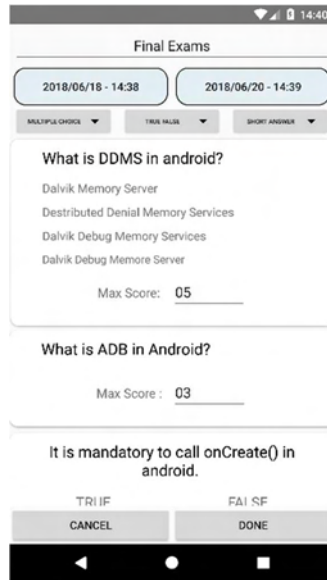 14:40
Final Exams
2018/06/18 - 14:38
2018/06/20 - 14:39
MULTIPLE CHOICE
TRUE FALSE
SHORT ANSWER
What is DDMS in android?
Dalvik Memory Server
Destributed Denial Memory Services
Dalvik Debug Memory Services
Dalvik Debug Memore Server
Max Score: 05
What is ADB in Android?
Max Score : 03
It is mandatory to call onCreate() in
android.
TRUE
FALSE
CANCEL
DONE